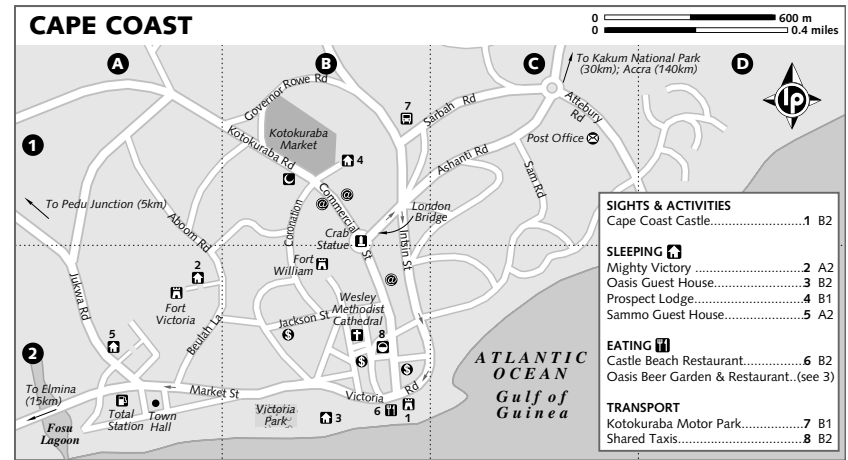 CAPE COAST
0 600 m
0 0.4 miles
A
B
C
D
To Kakum National Park
(30km); Accra (140km)
lp
Governor Rowe Rd
7
Sarbah Rd
Attebury
Rd
Post Office
1
Kotokuraba
Market
Kotokuraba Rd
4
Ashanti Rd
Sam Rd
To Pedu Junction (5km)
Aboom Rd
Coronation
@
@
Commercial St
London
Bridge
Crab
Statue
Intsin St
Jukwa Rd
2
Fort
William
@
Fort
Victoria
Wesley
Methodist
Cathedral
Jackson St
$
8
5
Beulah La
$
$
2
ATLANTIC
OCEAN
Gulf of
Guinea
To Elmina
(15km)
Market St
Victoria Rd
Total
Station
Town
Hall
Victoria
Park
3
6
1
Fosu
Lagoon
SIGHTS & ACTIVITIES
Cape Coast Castle.......................1 B2
SLEEPING
Mighty Victory ..........................2 A2
Oasis Guest House......................3 B2
Prospect Lodge...........................4 B1
Sammo Guest House...................5 A2
EATING
Castle Beach Restaurant..............6 B2
Oasis Beer Garden & Restaurant..(see 3)
TRANSPORT
Kotokuraba Motor Park...............7 B1
Shared Taxis................................8 B2